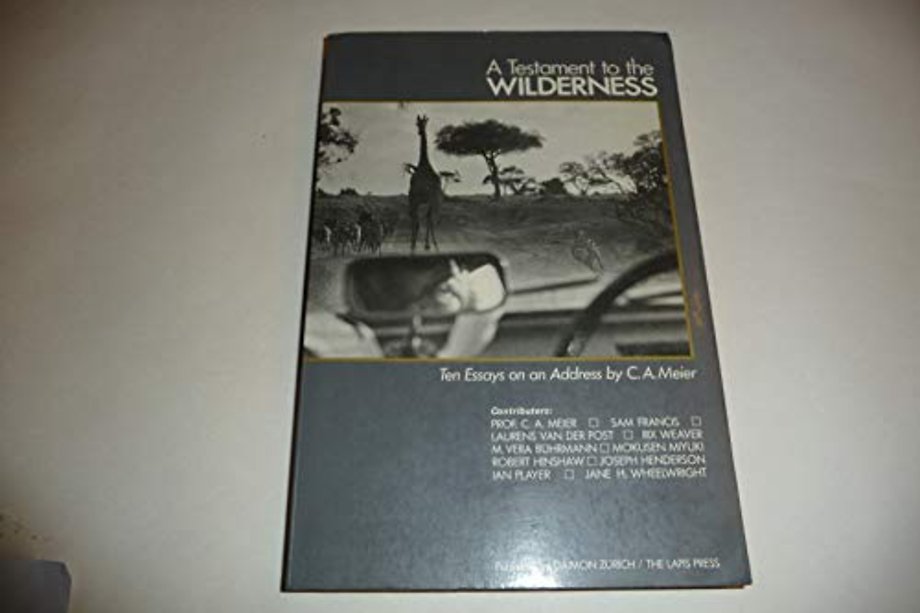 A Testament to the
WILDERNESS
Ten Essays on an Address by C. A. Meier
Contributers:
PROF. C. A. MEIER □ SAM FRANCIS □
LAURENS VAN DER POST □ RIX WEAVER
M. VERA BÜHRMANN □ MOKUSEN MIYUKI
ROBERT HINSHAW □ JOSEPH HENDERSON
IAN PLAYER □ JANE H. WHEELWRIGHT
DAIMON ZÜRICH / THE LAPIS PRESS